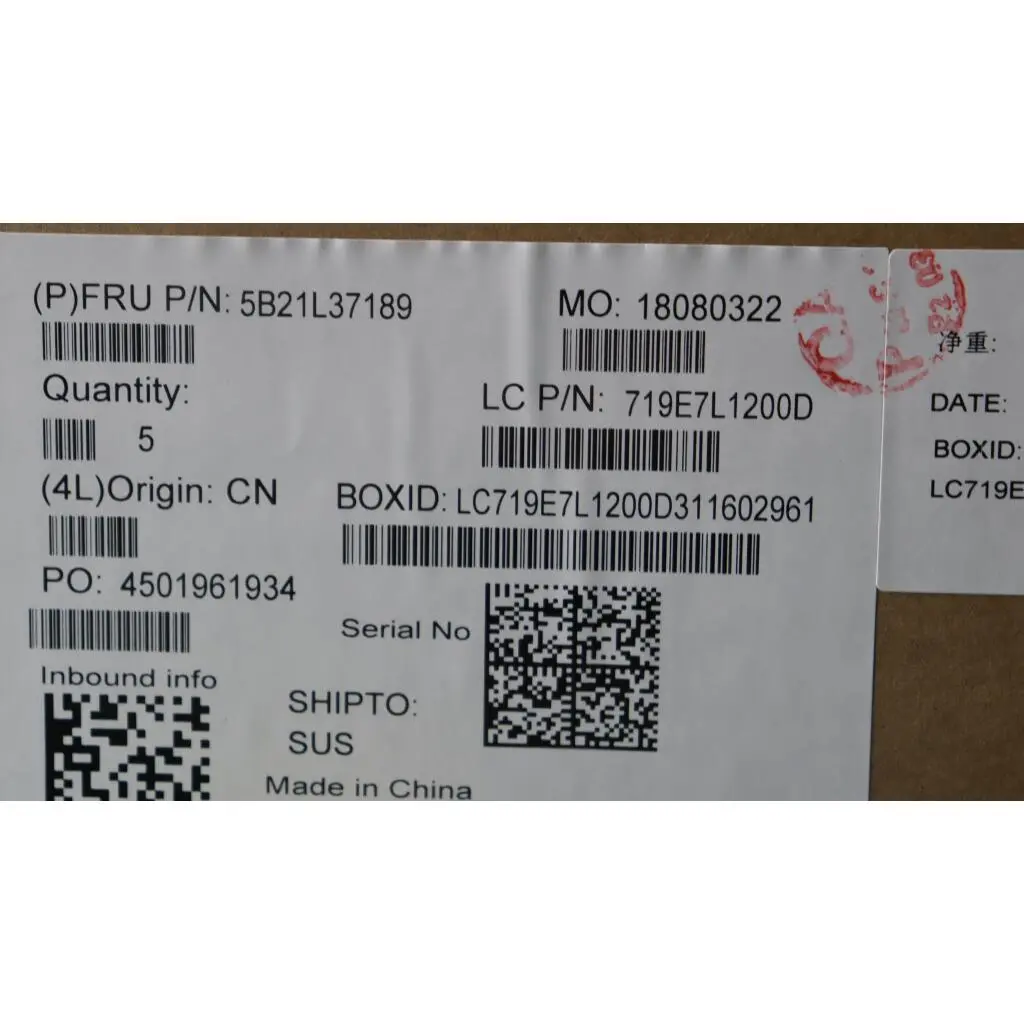 (P)FRU P/N: 5B21L37189
MO: 18080322
Quantity:
5
LC P/N: 719E7L1200D
(4L)Origin: CN
BOXID: LC719E7L1200D311602961
PO: 4501961934
Serial No
Inbound info
SHIPTO:
SUS
Made in China
净重:
DATE:
BOXID:
LC719E